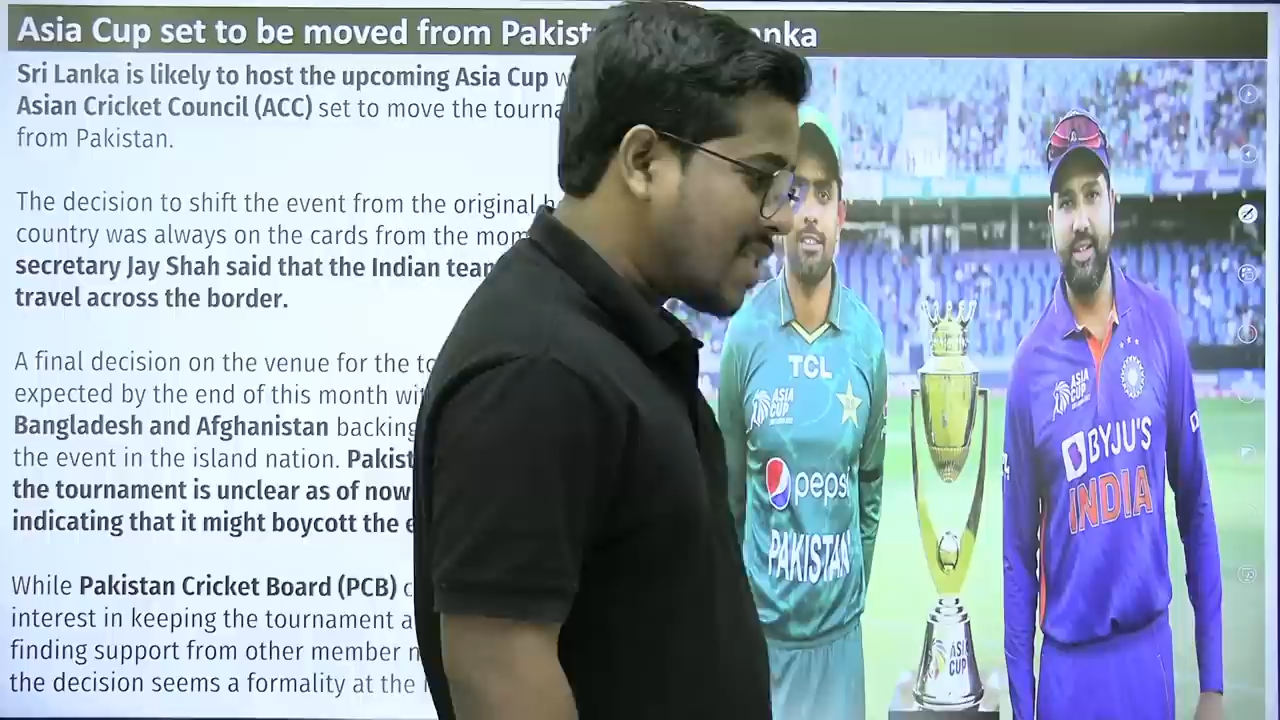 Asia Cup set to be moved from Pakist
nka
Sri Lanka is likely to host the upcoming Asia Cup
Asian Cricket Council (ACC) set to move the tourna
from Pakistan.
The decision to shift the event from the original
country was always on the cards from the mom
secretary Jay Shah said that the Indian tean
travel across the border.
A final decision on the venue for the to
expected by the end of this month wi
Bangladesh and Afghanistan backing
the event in the island nation. Pakist
the tournament is unclear as of now
indicating that it might boycott the e
While Pakistan Cricket Board (PCB) c
interest in keeping the tournament a
finding support from other member n
the decision seems a formality at the
TCL
ASIA
CUP
pepsi
PAKISTAN
ASIA
CUP
BYJU'S
INDIA
ASIA
CUP